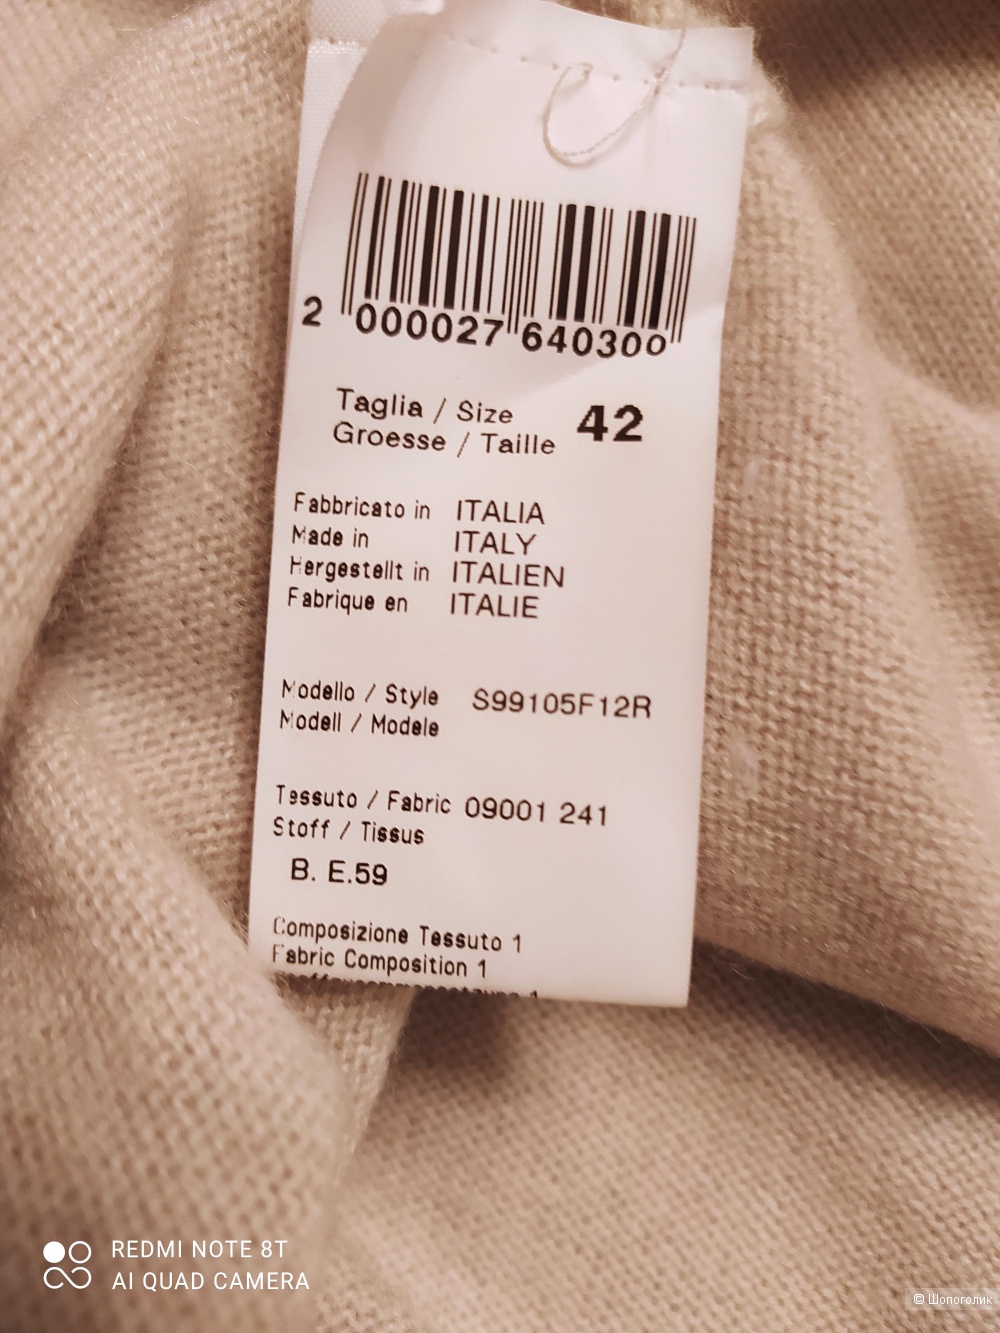 2 000027 640300
Taglia / Size 42
Groesse / Taille
Fabbricato in ITALIA
Made in ITALY
Hergestellt in ITALIEN
Fabrique en ITALIE
Modello / Style S99105F12R
Modell / Modele
Tessuto / Fabric 09001 241
Stoff / Tissus
B. E.59
Composizione Tessuto 1
Fabric Composition 1
REDMI NOTE 8T
AI QUAD CAMERA
© Шопоголик